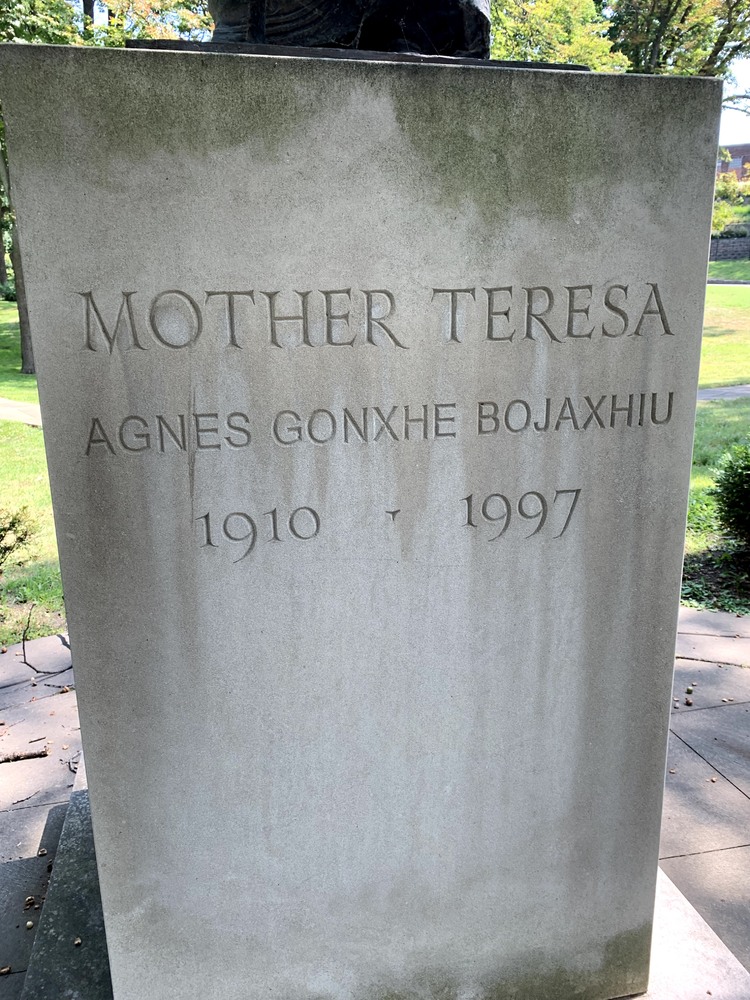 MOTHER TERESA
AGNES GONXHE BOJAXHIU
1910 - 1997